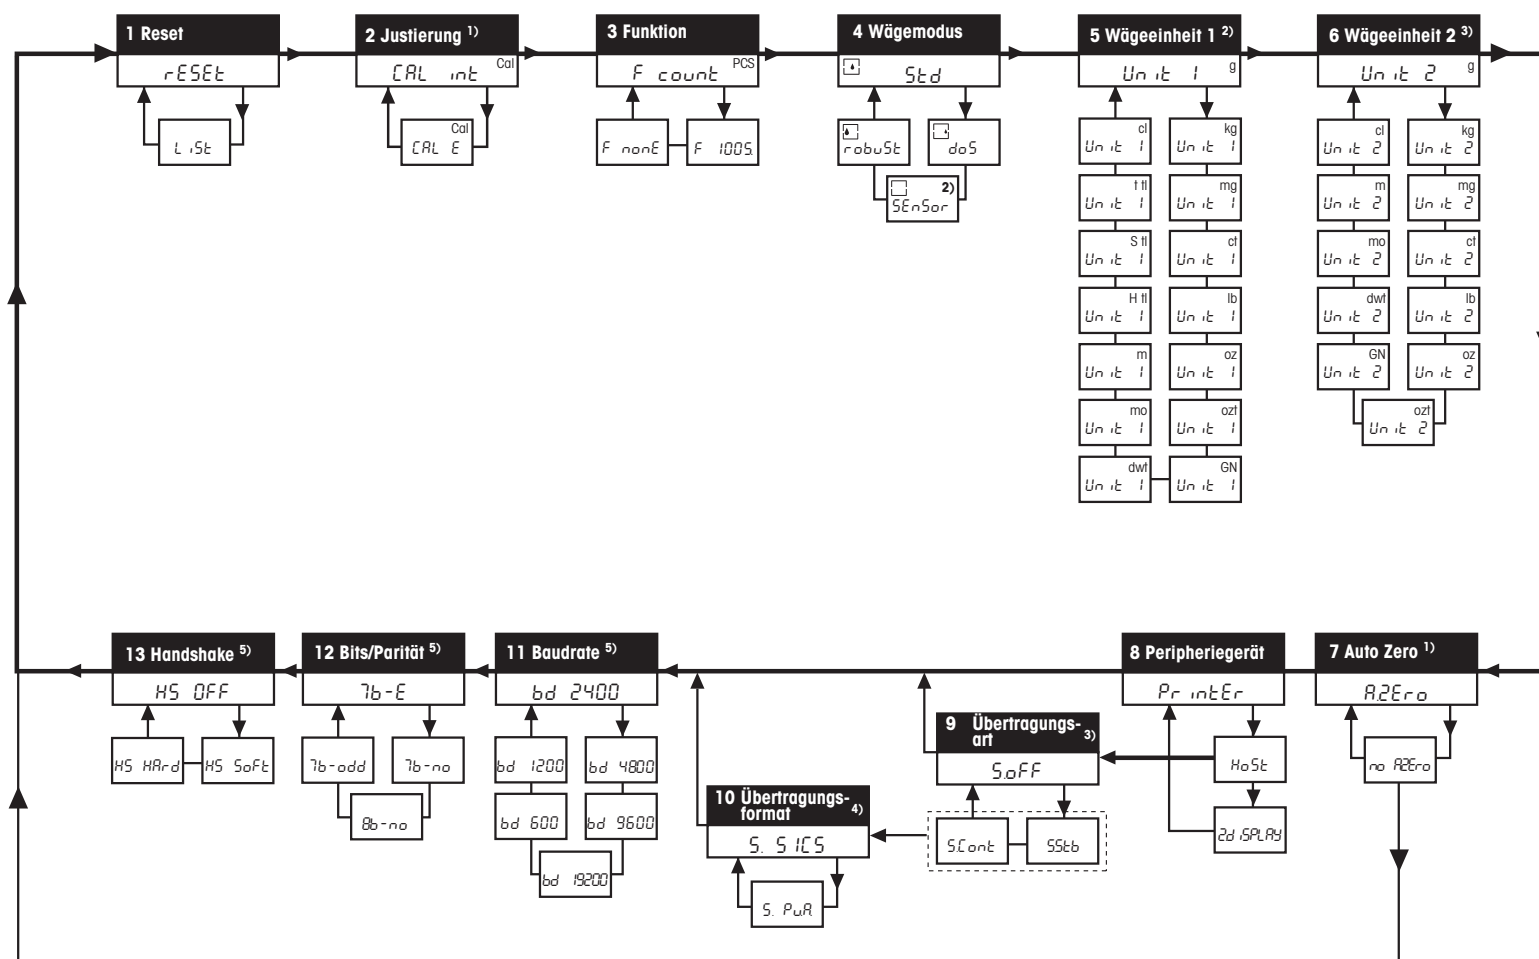 1 Reset
rESEt
LiSt
2 Justierung 1)
CAL int Cal
CAL E Cal
3 Funktion
F count PCS
F nonE
F 100S.
4 Wägemodus
Std
robuSt
doS
2)
SEnSor
5 Wägeeinheit 1 2)
Unit 1 g
cl
Unit 1
kg
Unit 1
t tl
Unit 1
mg
Unit 1
S tl
Unit 1
ct
Unit 1
H tl
Unit 1
lb
Unit 1
m
Unit 1
oz
Unit 1
mo
Unit 1
ozt
Unit 1
dwt
Unit 1
GN
Unit 1
6 Wägeeinheit 2 3)
Unit 2 g
cl
Unit 2
kg
Unit 2
m
Unit 2
mg
Unit 2
mo
Unit 2
ct
Unit 2
dwt
Unit 2
lb
Unit 2
GN
Unit 2
oz
Unit 2
ozt
Unit 2
13 Handshake 5)
HS OFF
HS HArd
HS SoFt
12 Bits/Parität 5)
7b-E
7b-odd
7b-no
8b-no
11 Baudrate 5)
bd 2400
bd 1200
bd 4800
bd 600
bd 9600
bd 19200
10 Übertragungs-
format 4)
S. SICS
S. Pu.A
9 Übertragungs-
art 3)
S.oFF
S.Cont
S.Stb
8 Peripheriegerät
PrintEr
HoSt
2.diSPLAY
7 Auto Zero 1)
A.ZEro
no A.ZEro